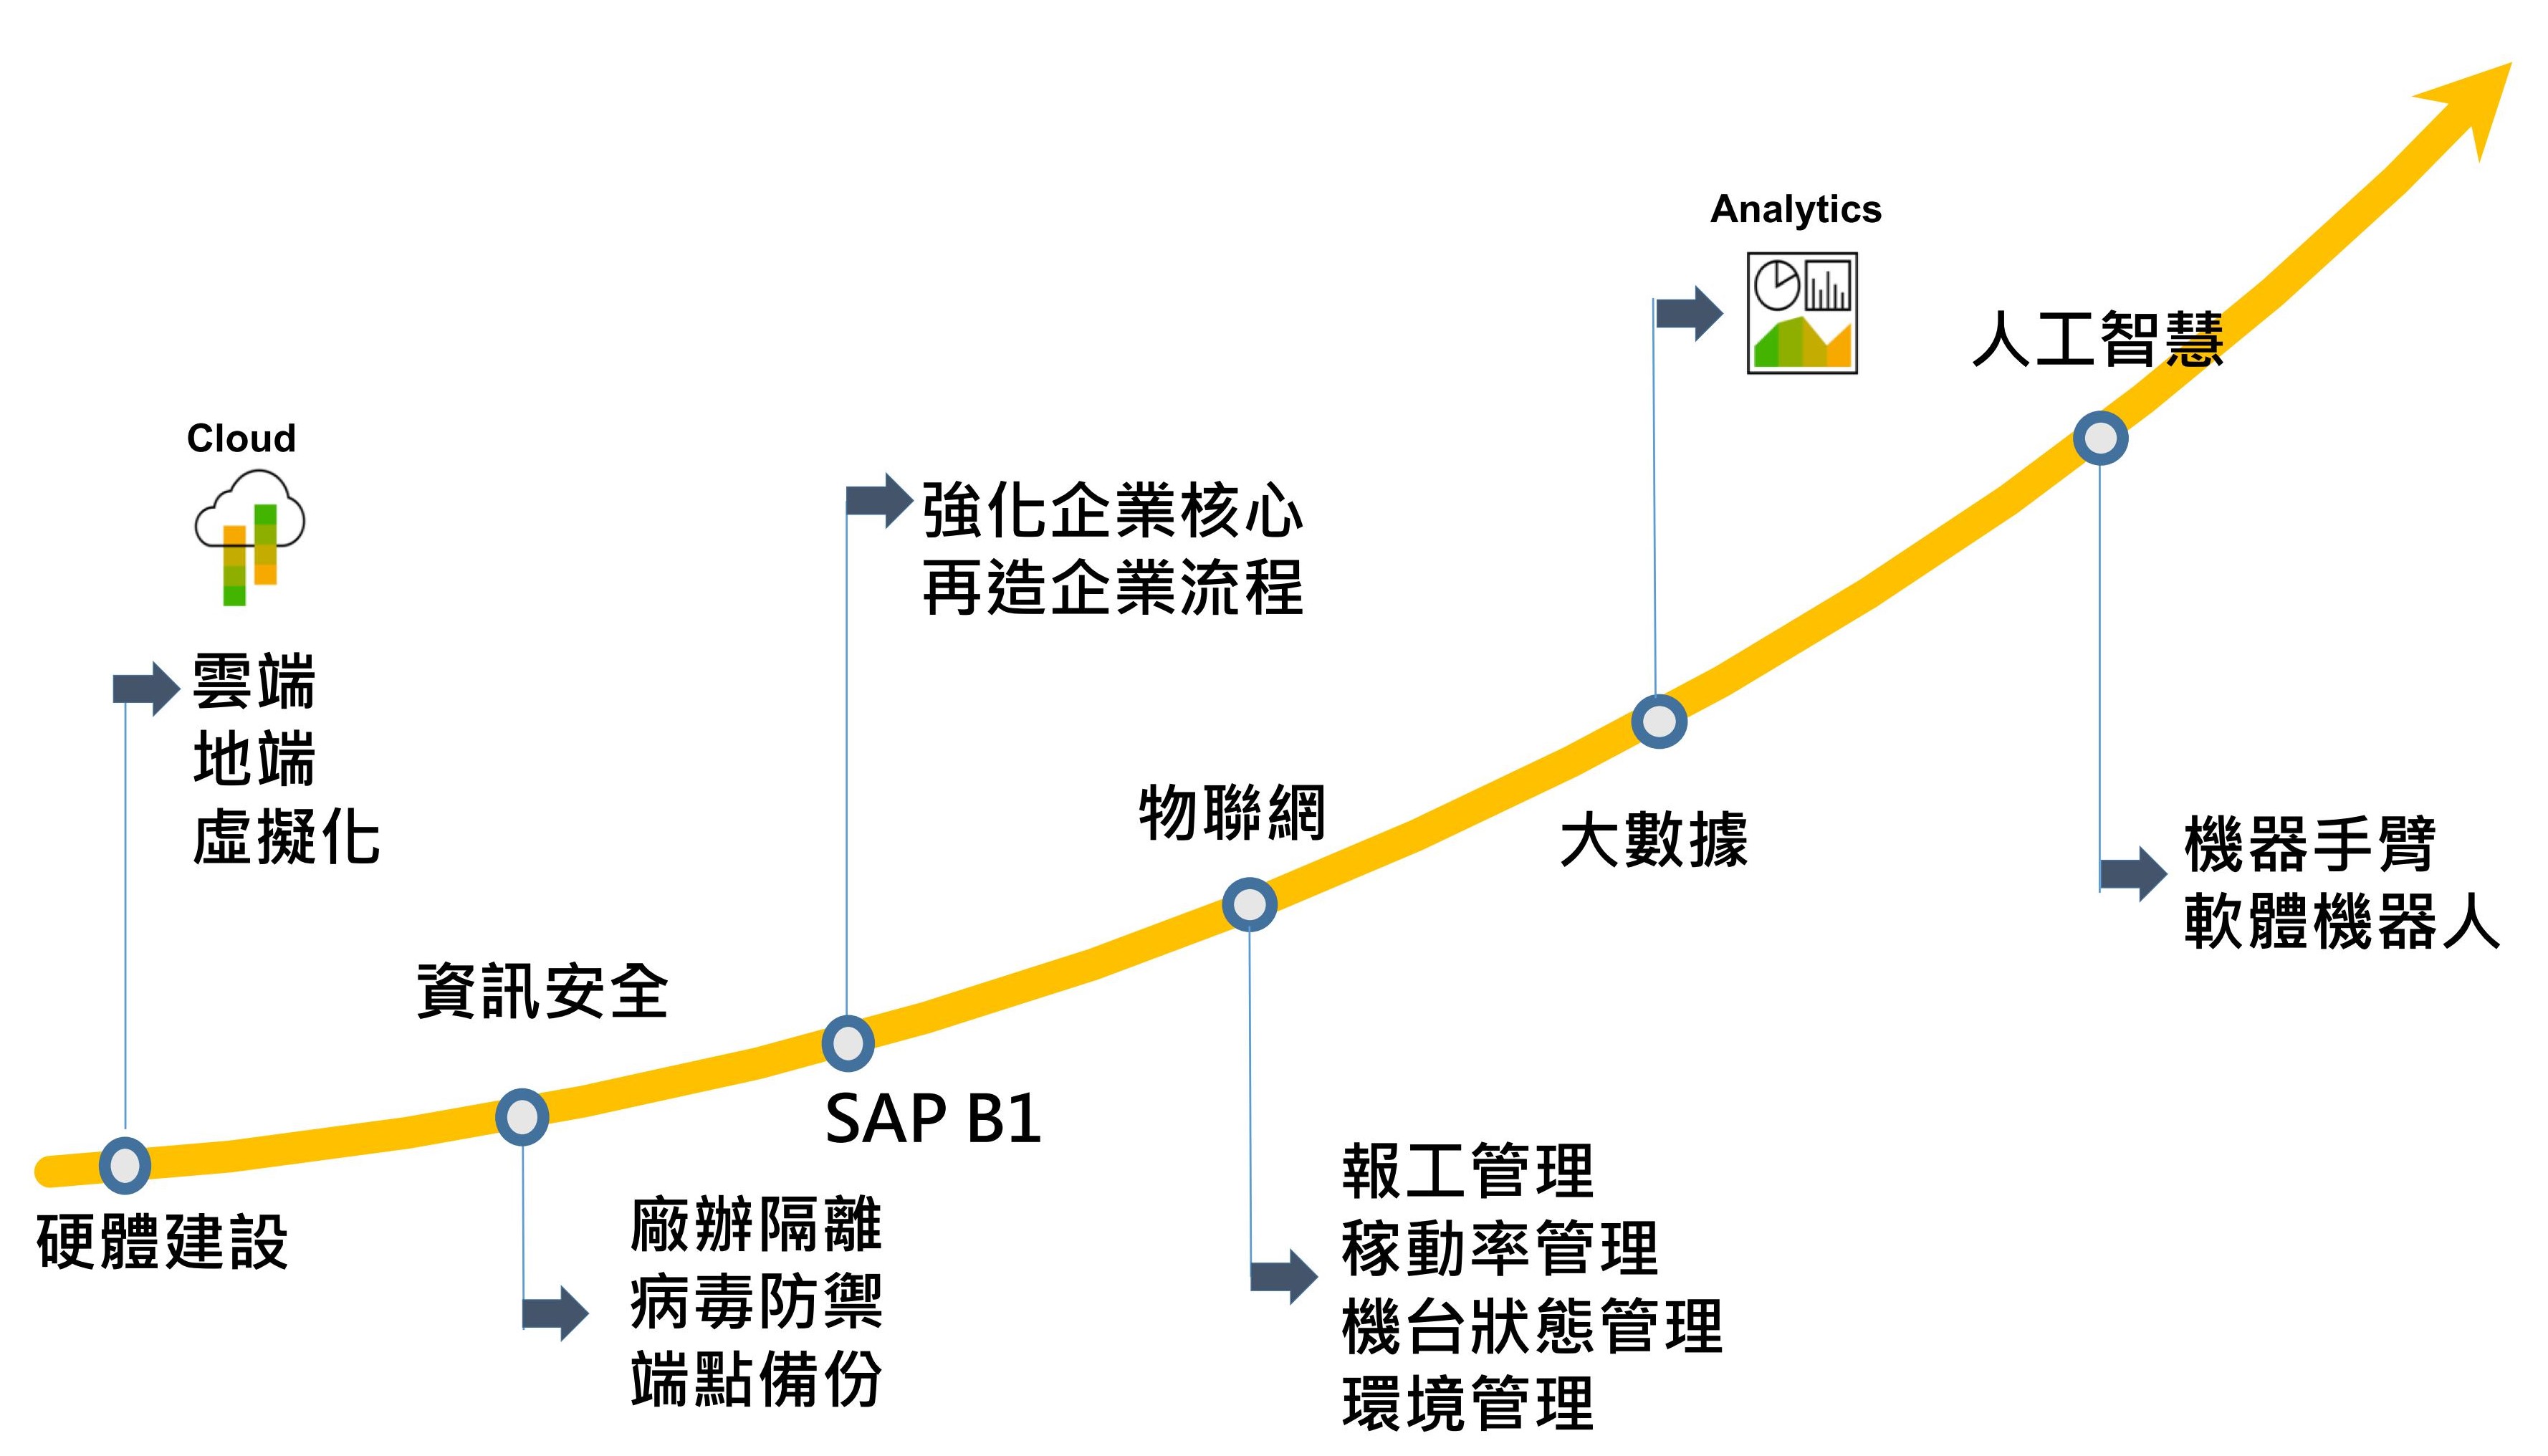 Cloud
雲端
地端
虛擬化
硬體建設
資訊安全
廠辦隔離
病毒防禦
端點備份
強化企業核心
再造企業流程
SAP B1
物聯網
報工管理
稼動率管理
機台狀態管理
環境管理
Analytics
大數據
人工智慧
機器手臂
軟體機器人